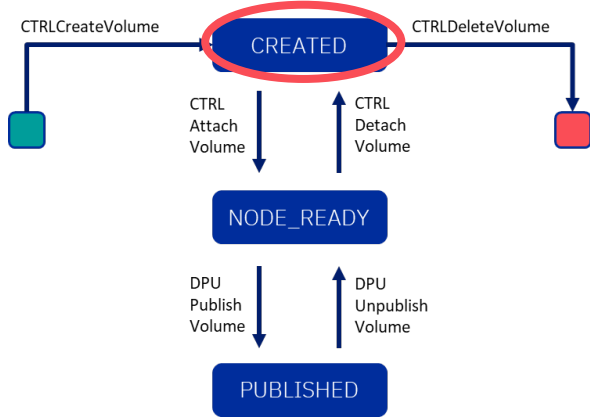 CTRLCreateVolume
CREATED
CTRLDeleteVolume
CTRL
Attach
Volume
CTRL
Detach
Volume
NODE_READY
DPU
Publish
Volume
DPU
Unpublish
Volume
PUBLISHED